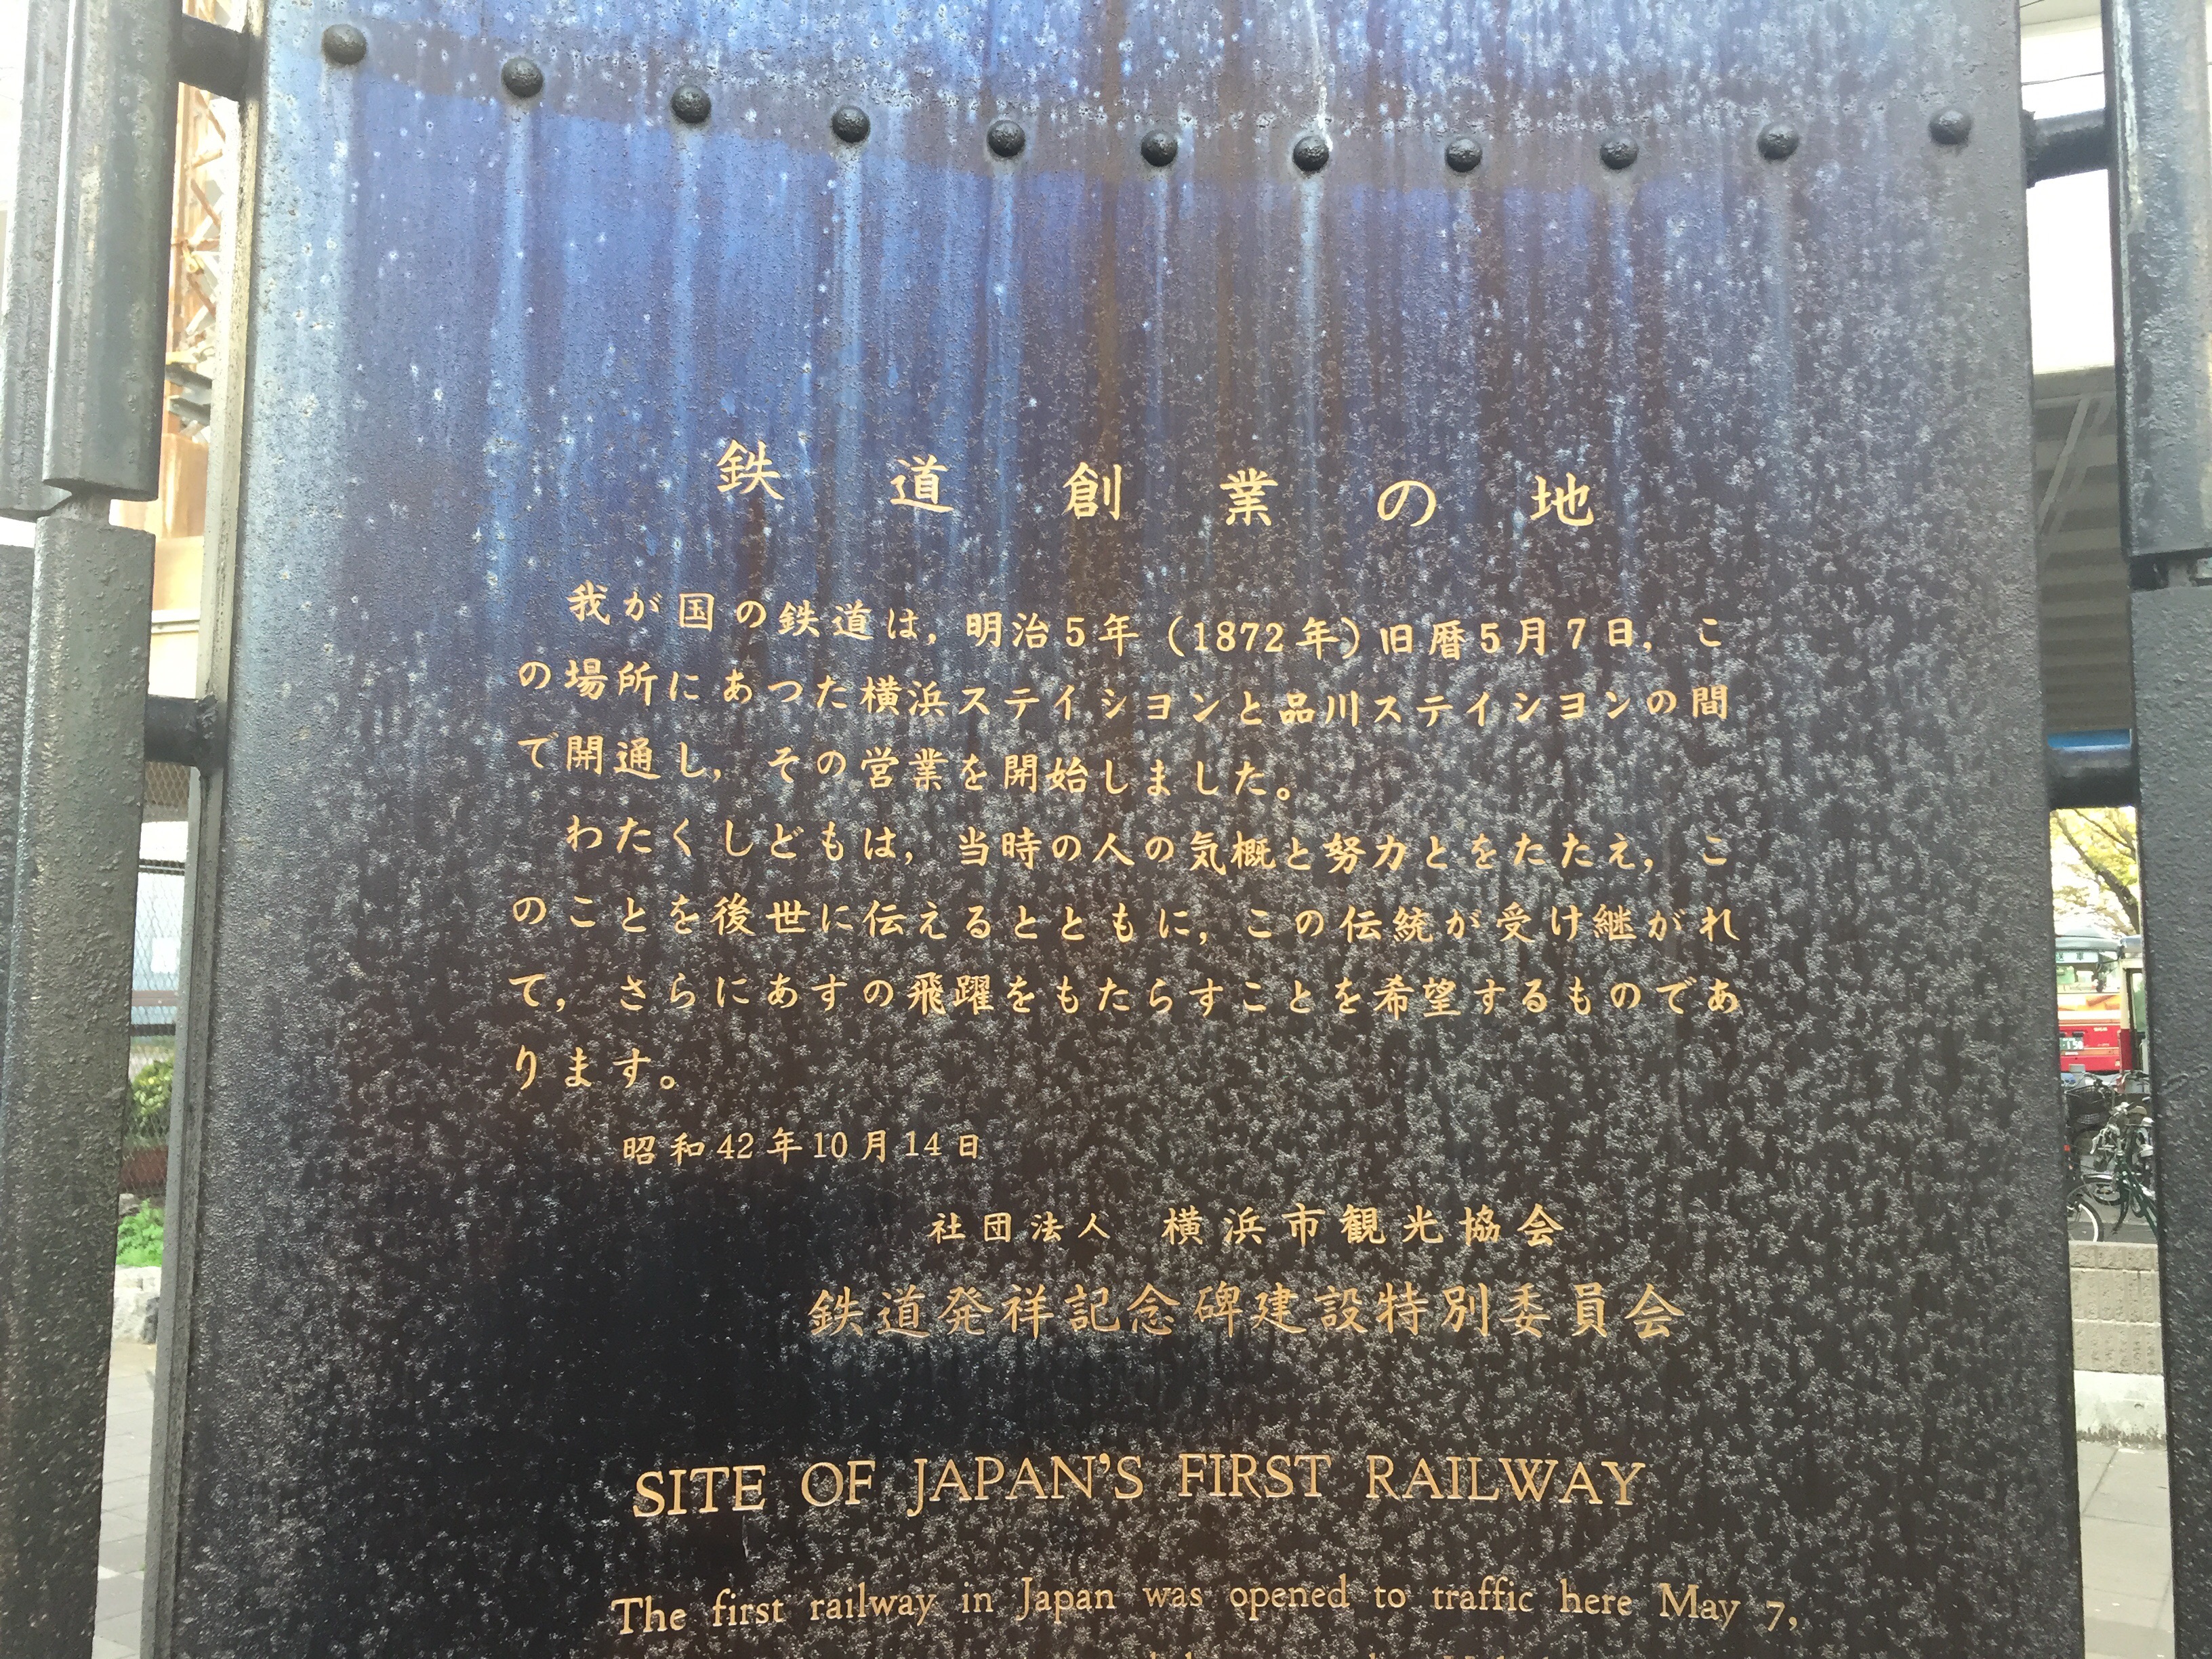 鉄道創業の地
我が国の鉄道は,明治5年(1872年)旧暦5月7日,こ
の場所にあつた横浜ステイシヨンと品川ステイシヨンの間
で開通し,その営業を開始しました。
わたくしどもは,当時の人の気概と努力とをたたえ,こ
のことを後世に伝えるとともに,この伝統が受け継がれ
て,さらにあすの飛躍をもたらすことを希望するものであ
ります。
昭和42年10月14日
社団法人 横浜市観光協会
鉄道発祥記念碑建設特別委員会
SITE OF JAPAN'S FIRST RAILWAY
The first railway in Japan was opened to traffic here May 7,